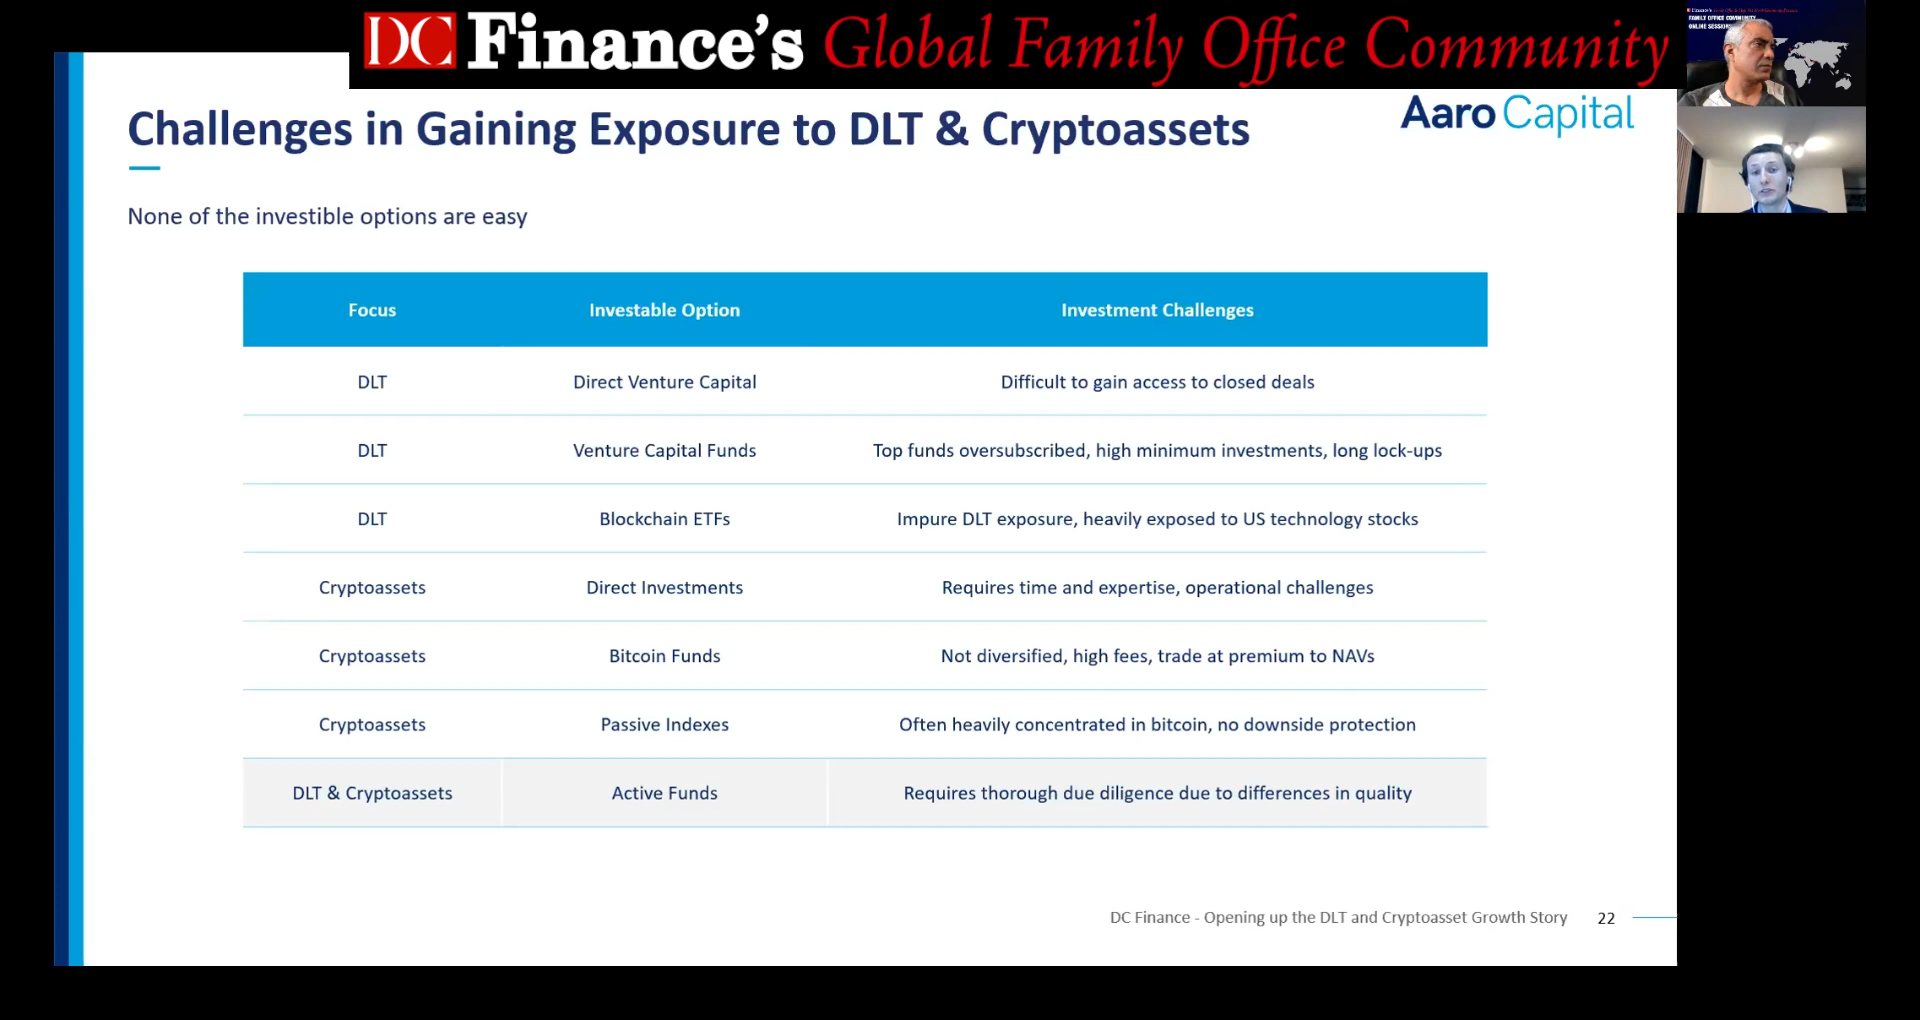 DC Finance's Global Family Office Community
FAMILY OFFICE COMMUNITY
ONLINE SESSION
Challenges in Gaining Exposure to DLT & Cryptoassets
Aaro Capital
None of the investible options are easy
Focus Investable Option Investment Challenges
DLT Direct Venture Capital Difficult to gain access to closed deals
DLT Venture Capital Funds Top funds oversubscribed, high minimum investments, long lock-ups
DLT Blockchain ETFs Impure DLT exposure, heavily exposed to US technology stocks
Cryptoassets Direct Investments Requires time and expertise, operational challenges
Cryptoassets Bitcoin Funds Not diversified, high fees, trade at premium to NAVs
Cryptoassets Passive Indexes Often heavily concentrated in bitcoin, no downside protection
DLT & Cryptoassets Active Funds Requires thorough due diligence due to differences in quality
DC Finance - Opening up the DLT and Cryptoasset Growth Story 22